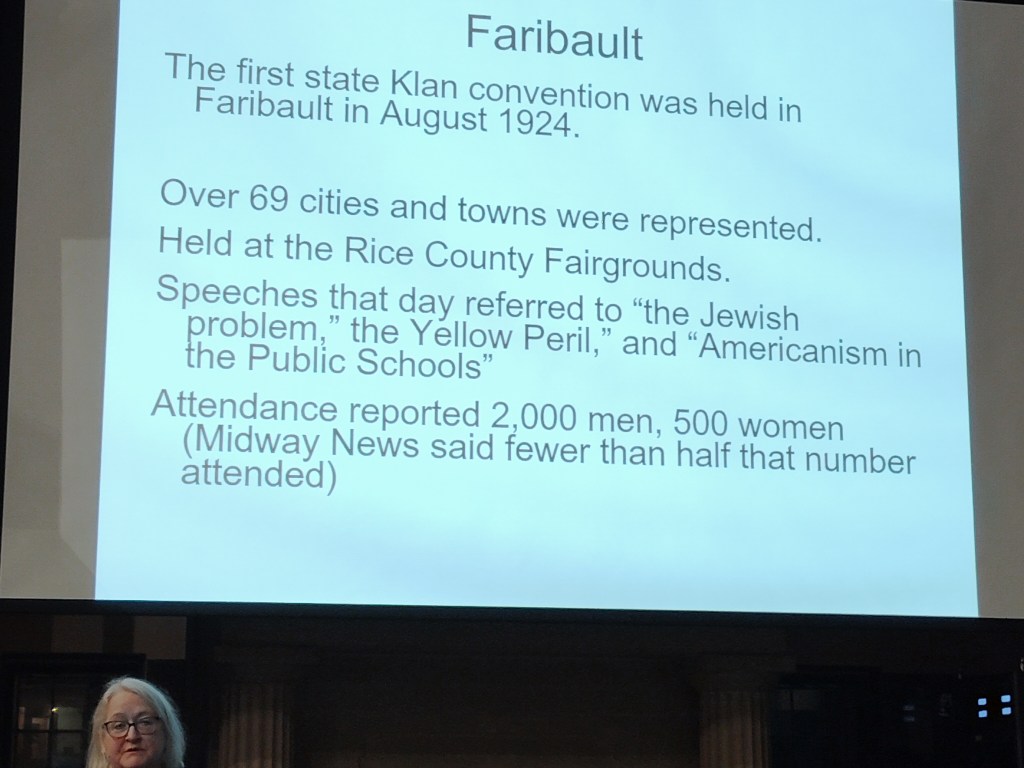 Faribault
The first state Klan convention was held in
Faribault in August 1924.
Over 69 cities and towns were represented.
Held at the Rice County Fairgrounds.
Speeches that day referred to “the Jewish
problem,” the Yellow Peril,” and “Americanism in
the Public Schools”
Attendance reported 2,000 men, 500 women
(Midway News said fewer than half that number
attended)